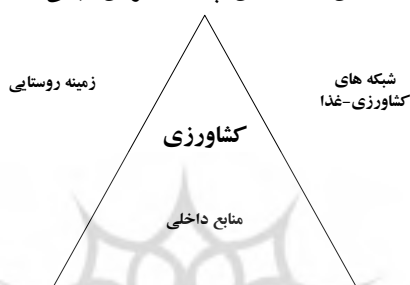 زمینه روستایی
شبکه های
کشاورزی-غذا
کشاورزی
منابع داخلی